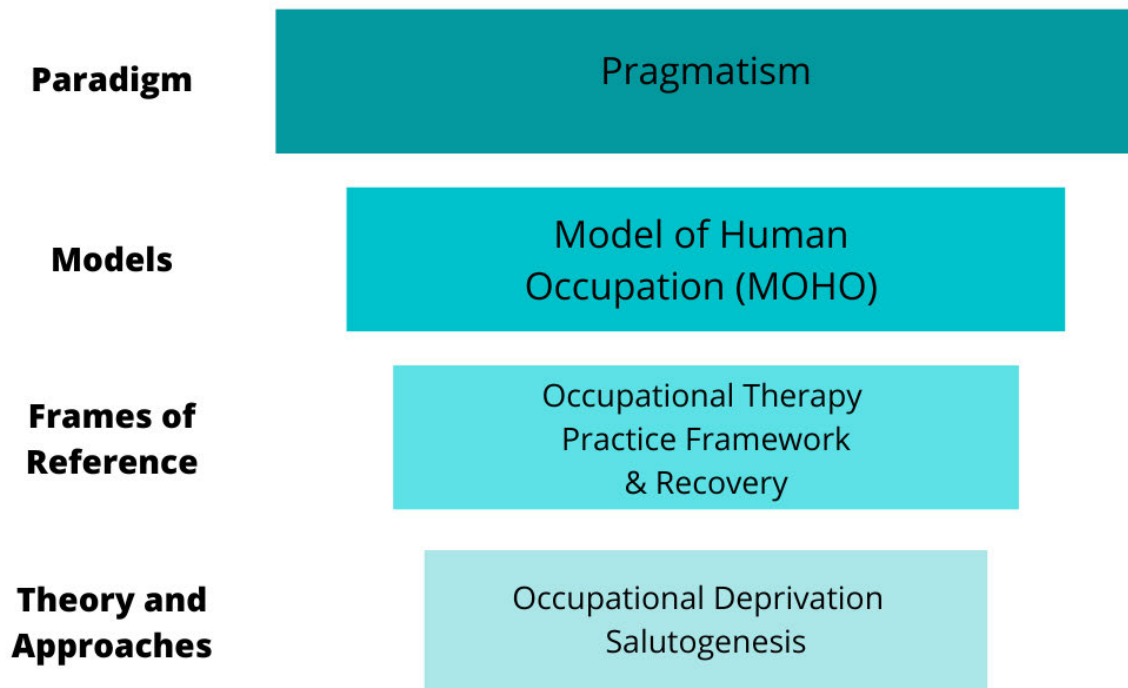 Paradigm
Pragmatism
Models
Model of Human
Occupation (MOHO)
Frames of
Reference
Occupational Therapy
Practice Framework
& Recovery
Theory and
Approaches
Occupational Deprivation
Salutogenesis